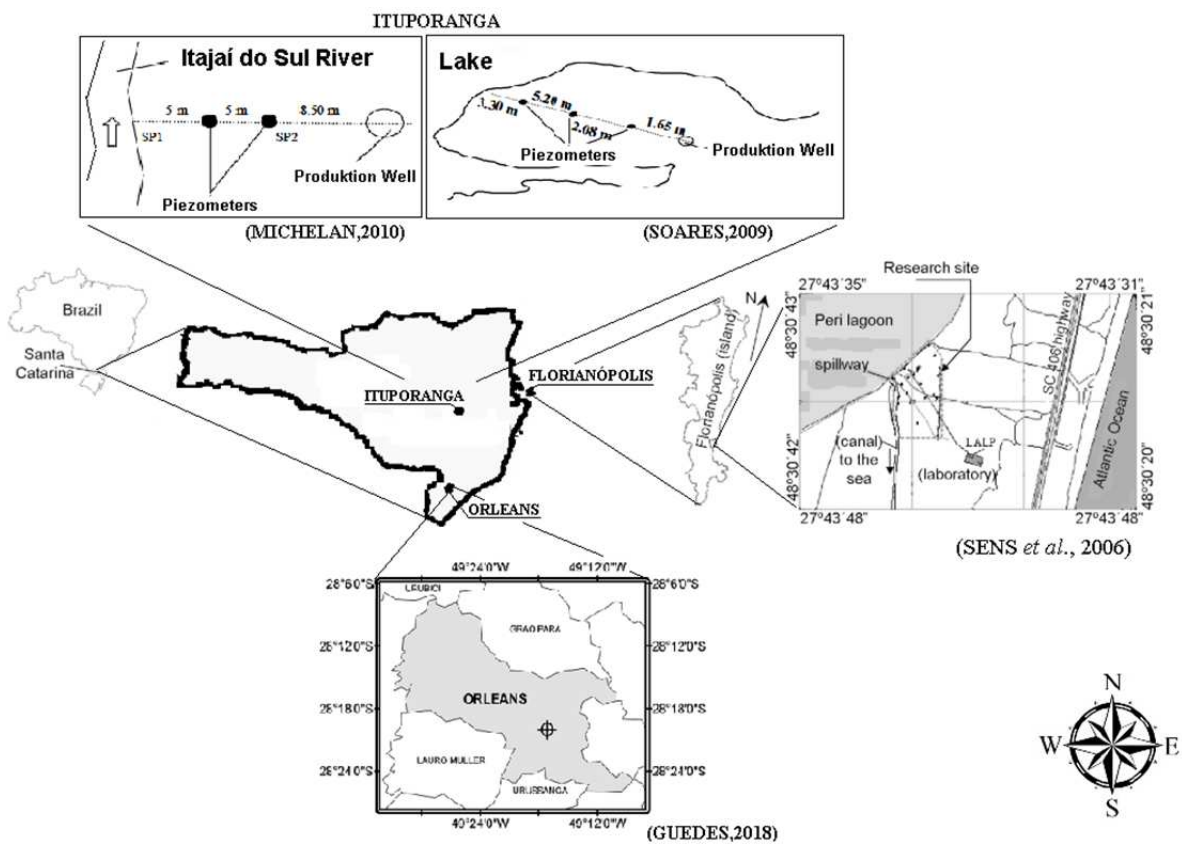 ITUPORANGA
Itajaí do Sul River
5 m
5 m
8.50 m
SP1
SP2
Produktion Well
Piezometers
(MICHELAN,2010)
Lake
3.30 m
5.20 m
2.08 m
1.65 m
Piezometers
Produktion Well
(SOARES,2009)
Brazil
Santa
Catarina
ITUPORANGA
FLORIANÓPOLIS
ORLEANS
N
Florianópolis (island)
Research site
27°43'35"
27°43'31"
48°30'43"
48°30'21"
Peri lagoon
spillway
SC 406 highway
(canal)
to the
sea
LALP
(laboratory)
Atlantic Ocean
48°30'42"
48°30'20"
27°43'48"
27°43'48"
(SENS et al., 2006)
49°24'0"W
49°12'0"W
28°6'0"S
28°6'0"S
GRAO PARA
28°12'0"S
28°12'0"S
ORLEANS
28°18'0"S
28°18'0"S
LAURO MULLER
28°24'0"S
28°24'0"S
URUSSANGA
49°24'0"W
49°12'0"W
(GUEDES,2018)
N
W
E
S